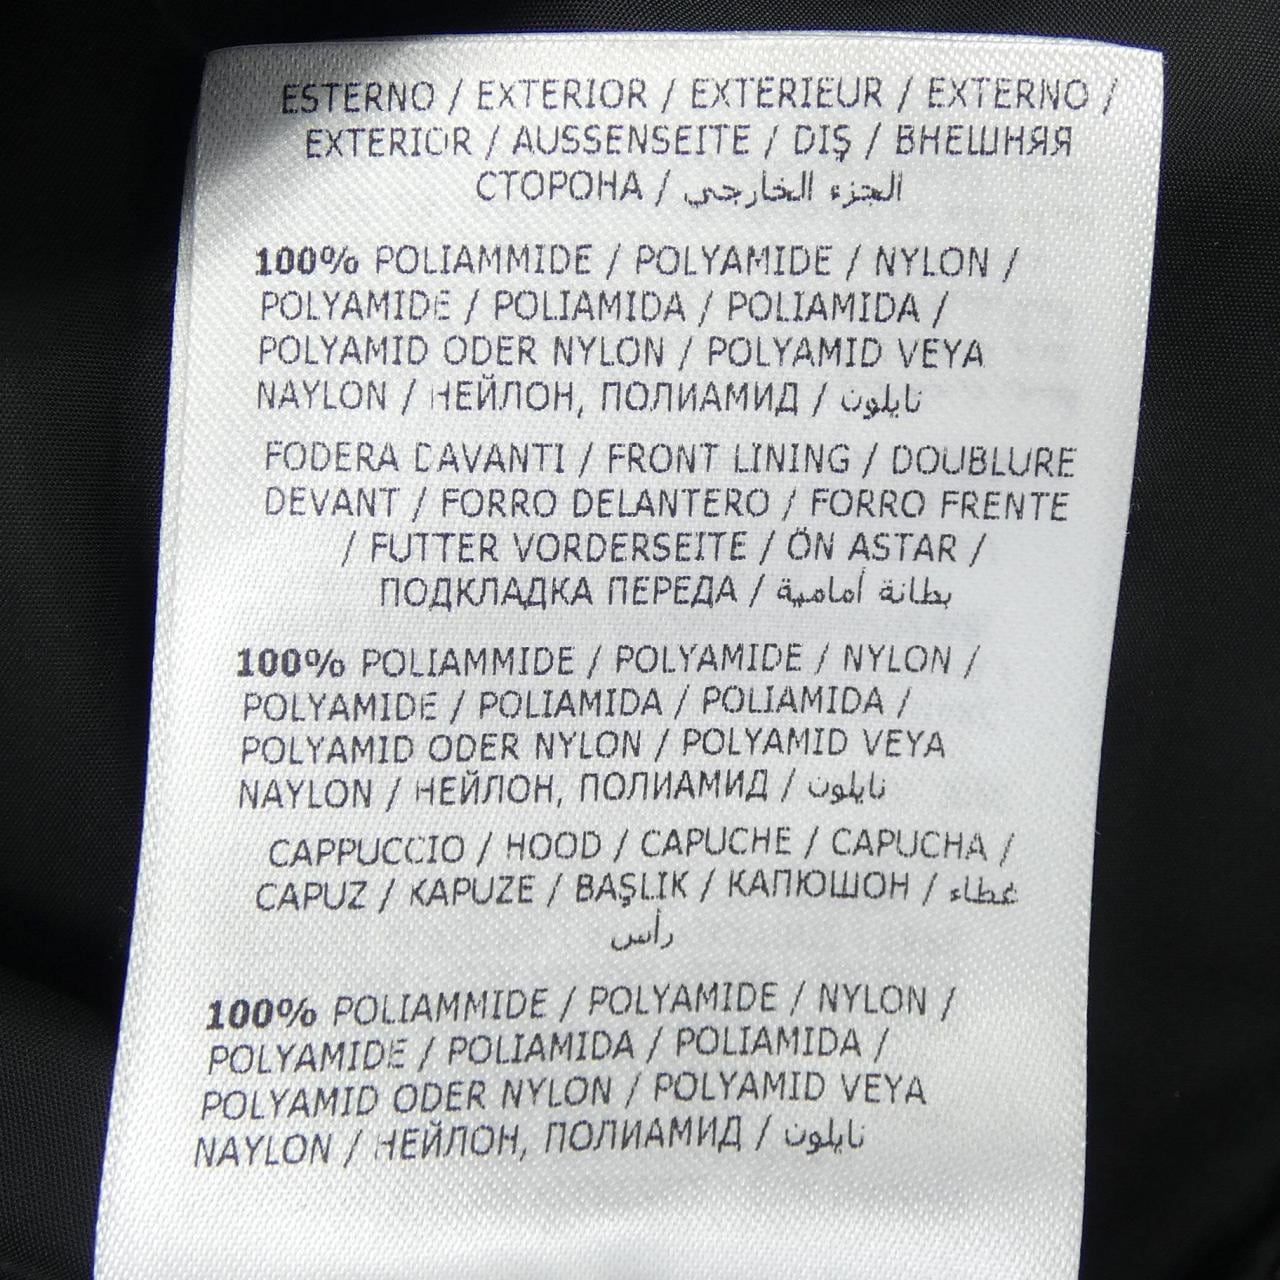 ESTERNO / EXTERIOR / EXTERIEUR / EXTERNO /
EXTERIOR / AUSSENSEITE / DIŞ / ВНЕШНЯЯ
СТОРОНА / الجزء الخارجي
100% POLIAMMIDE / POLYAMIDE / NYLON /
POLYAMIDE / POLIAMIDA / POLIAMIDA /
POLYAMID ODER NYLON / POLYAMID VEYA
NAYLON / НЕЙЛОН, ПОЛИАМИД / نايلون
FODERA DAVANTI / FRONT LINING / DOUBLURE
DEVANT / FORRO DELANTERO / FORRO FRENTE
/ FUTTER VORDERSEITE / ÖN ASTAR /
ПОДКЛАДКА ПЕРЕДА / بطانة أمامية
100% POLIAMMIDE / POLYAMIDE / NYLON /
POLYAMIDE / POLIAMIDA / POLIAMIDA /
POLYAMID ODER NYLON / POLYAMID VEYA
NAYLON / НЕЙЛОН, ПОЛИАМИД / نايلون
CAPPUCCIO / HOOD / CAPUCHE / CAPUCHA /
CAPUZ / KAPUZE / BAŞLIK / КАПЮШОН / غطاء
رأس
100% POLIAMMIDE / POLYAMIDE / NYLON /
POLYAMIDE / POLIAMIDA / POLIAMIDA /
POLYAMID ODER NYLON / POLYAMID VEYA
NAYLON / НЕЙЛОН, ПОЛИАМИД / نايلون